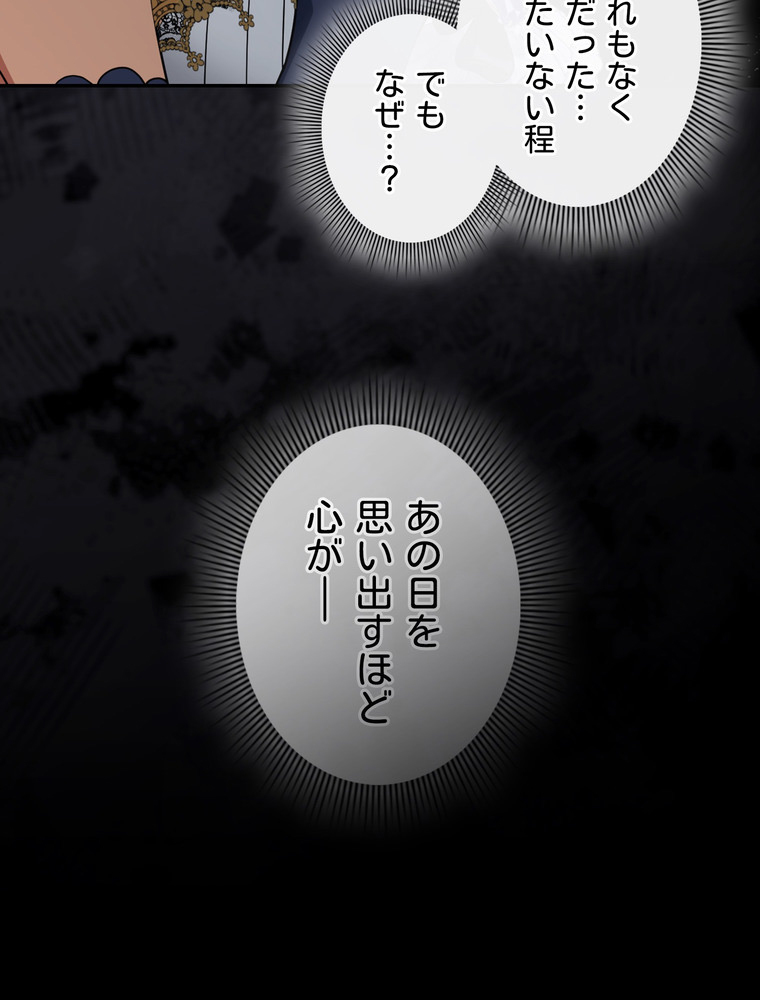 れもなく
だった…
たいない程
でも
なぜ…？
あの日を
思い出すほど
心が―